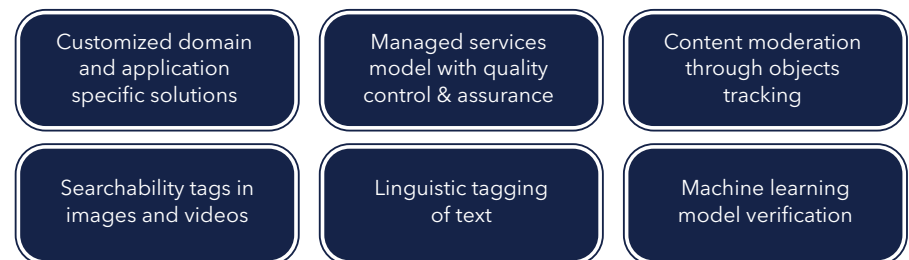 Customized domain
and application
specific solutions
Managed services
model with quality
control & assurance
Content moderation
through objects
tracking
Searchability tags in
images and videos
Linguistic tagging
of text
Machine learning
model verification